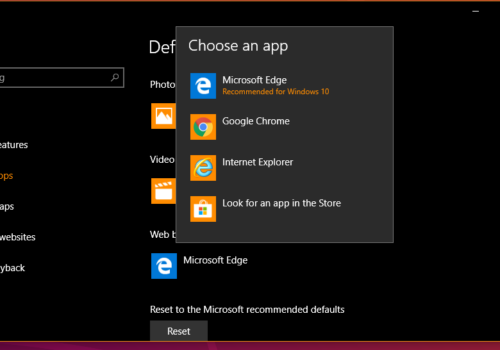 Def
Choose an app
g
Microsoft Edge
Recommended for Windows 10
Photo
Google Chrome
eatures
Video
Internet Explorer
ps
Look for an app in the Store
aps
Web b
websites
Microsoft Edge
yback
Reset to the Microsoft recommended defaults
Reset